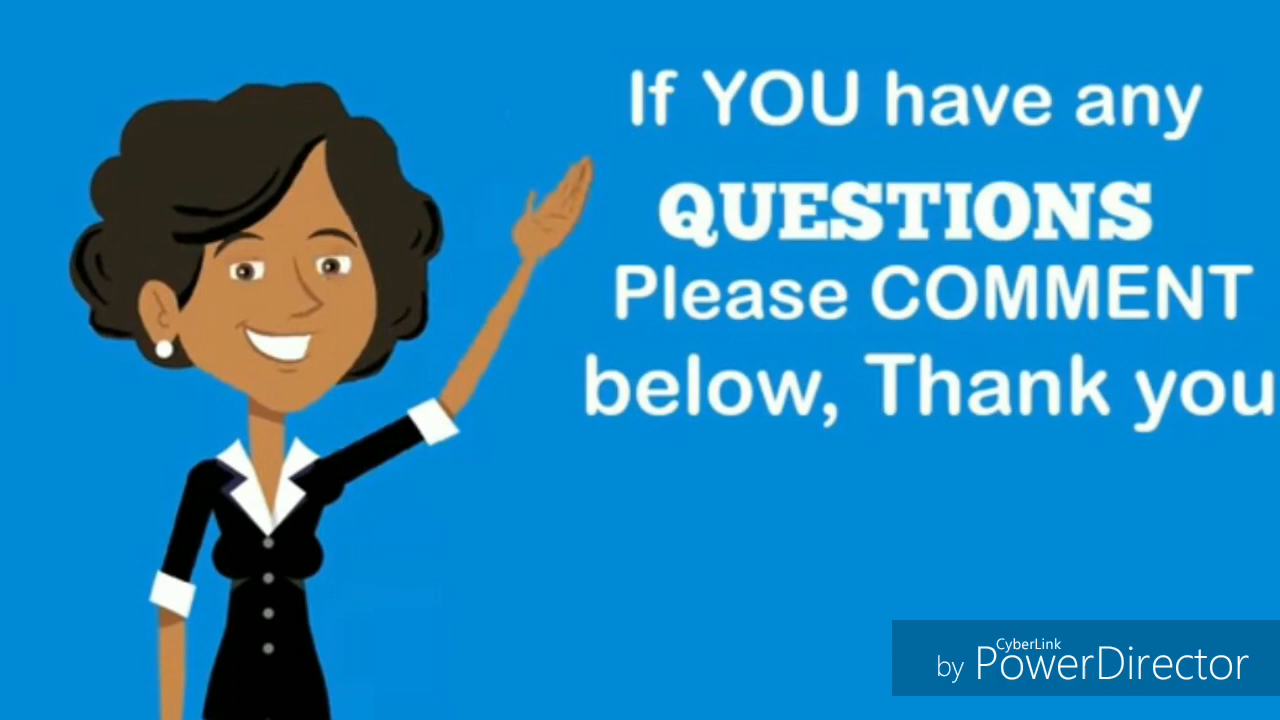 If YOU have any
QUESTIONS
Please COMMENT
below, Thank you
CyberLink
by PowerDirector